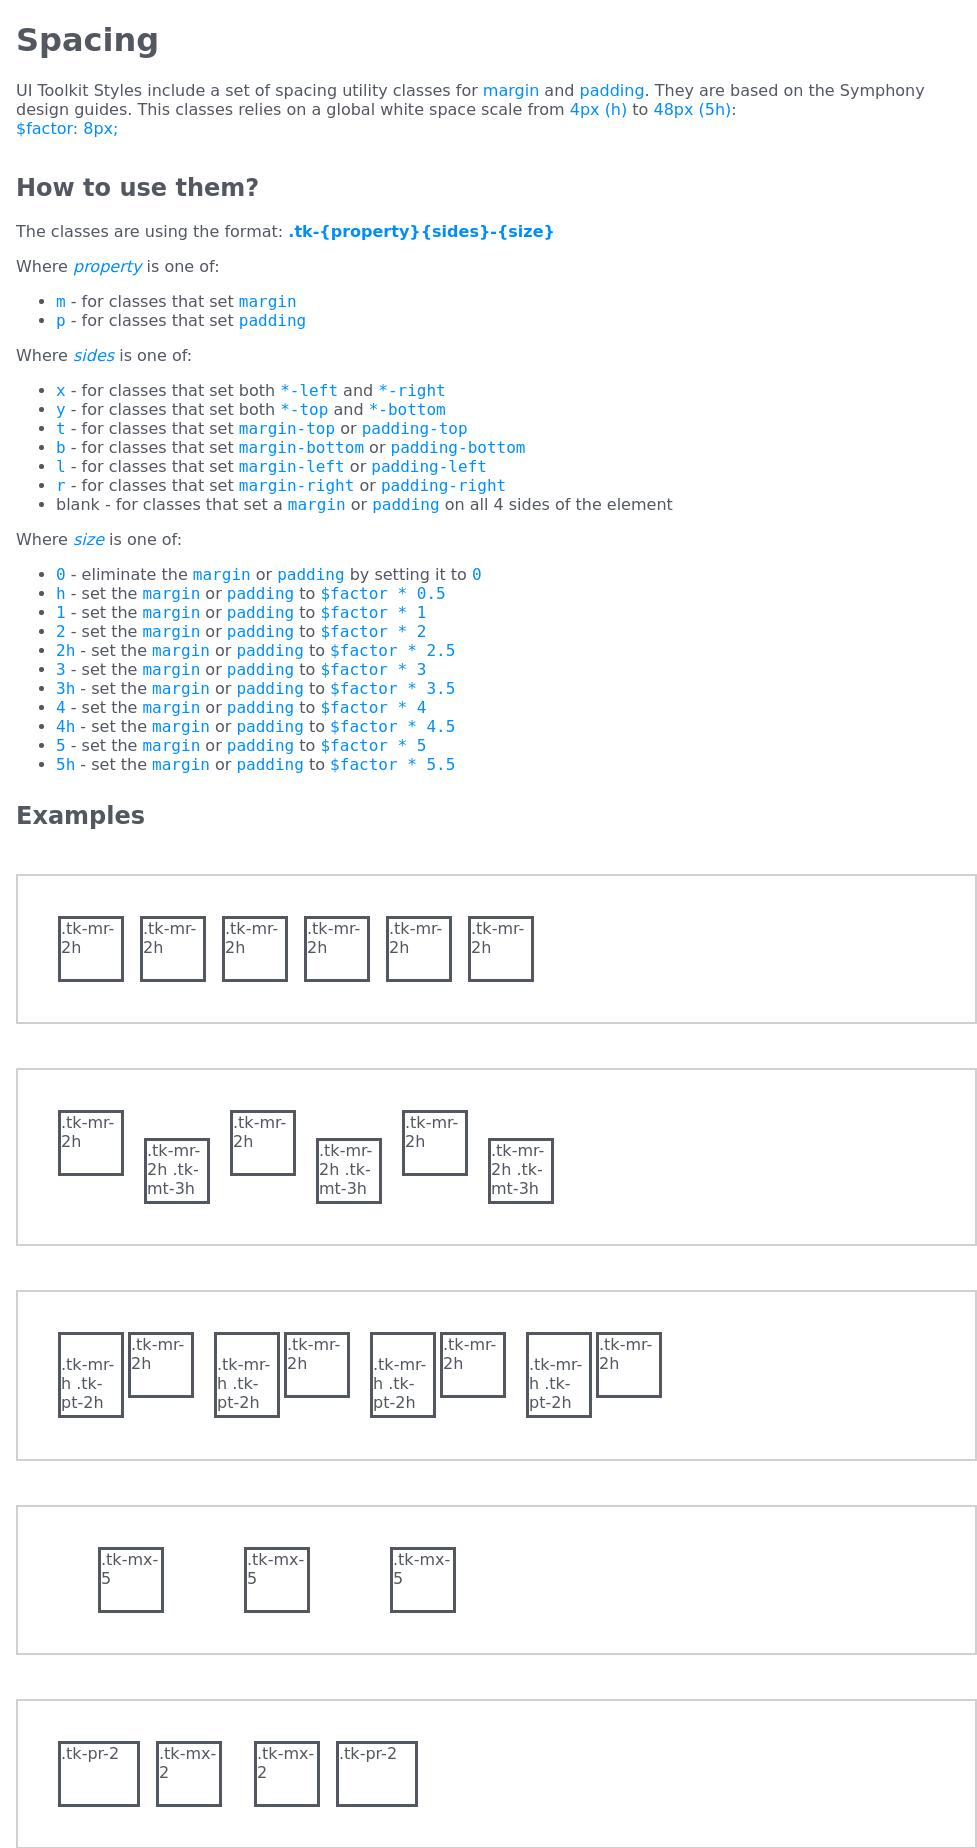 Spacing
UI Toolkit Styles include a set of spacing utility classes for margin and padding. They are based on the Symphony
design guides. This classes relies on a global white space scale from 4px (h) to 48px (5h):
$factor: 8px;
How to use them?
The classes are using the format: .tk-{property}{sides}-{size}
Where property is one of:
• m - for classes that set margin
• p - for classes that set padding
Where sides is one of:
• x - for classes that set both *-left and *-right
• y - for classes that set both *-top and *-bottom
• t - for classes that set margin-top or padding-top
• b - for classes that set margin-bottom or padding-bottom
• l - for classes that set margin-left or padding-left
• r - for classes that set margin-right or padding-right
• blank - for classes that set a margin or padding on all 4 sides of the element
Where size is one of:
• 0 - eliminate the margin or padding by setting it to 0
• h - set the margin or padding to $factor * 0.5
• 1 - set the margin or padding to $factor * 1
• 2 - set the margin or padding to $factor * 2
• 2h - set the margin or padding to $factor * 2.5
• 3 - set the margin or padding to $factor * 3
• 3h - set the margin or padding to $factor * 3.5
• 4 - set the margin or padding to $factor * 4
• 4h - set the margin or padding to $factor * 4.5
• 5 - set the margin or padding to $factor * 5
• 5h - set the margin or padding to $factor * 5.5
Examples
.tk-mr-
2h
.tk-mr-
2h
.tk-mr-
2h
.tk-mr-
2h
.tk-mr-
2h
.tk-mr-
2h
.tk-mr-
2h
.tk-mr-
2h .tk-
mt-3h
.tk-mr-
2h
.tk-mr-
2h .tk-
mt-3h
.tk-mr-
2h
.tk-mr-
2h .tk-
mt-3h
.tk-mr-
h .tk-
pt-2h
.tk-mr-
2h
.tk-mr-
h .tk-
pt-2h
.tk-mr-
2h
.tk-mr-
h .tk-
pt-2h
.tk-mr-
2h
.tk-mr-
h .tk-
pt-2h
.tk-mr-
2h
.tk-mx-
5
.tk-mx-
5
.tk-mx-
5
.tk-pr-2
.tk-mx-
2
.tk-mx-
2
.tk-pr-2